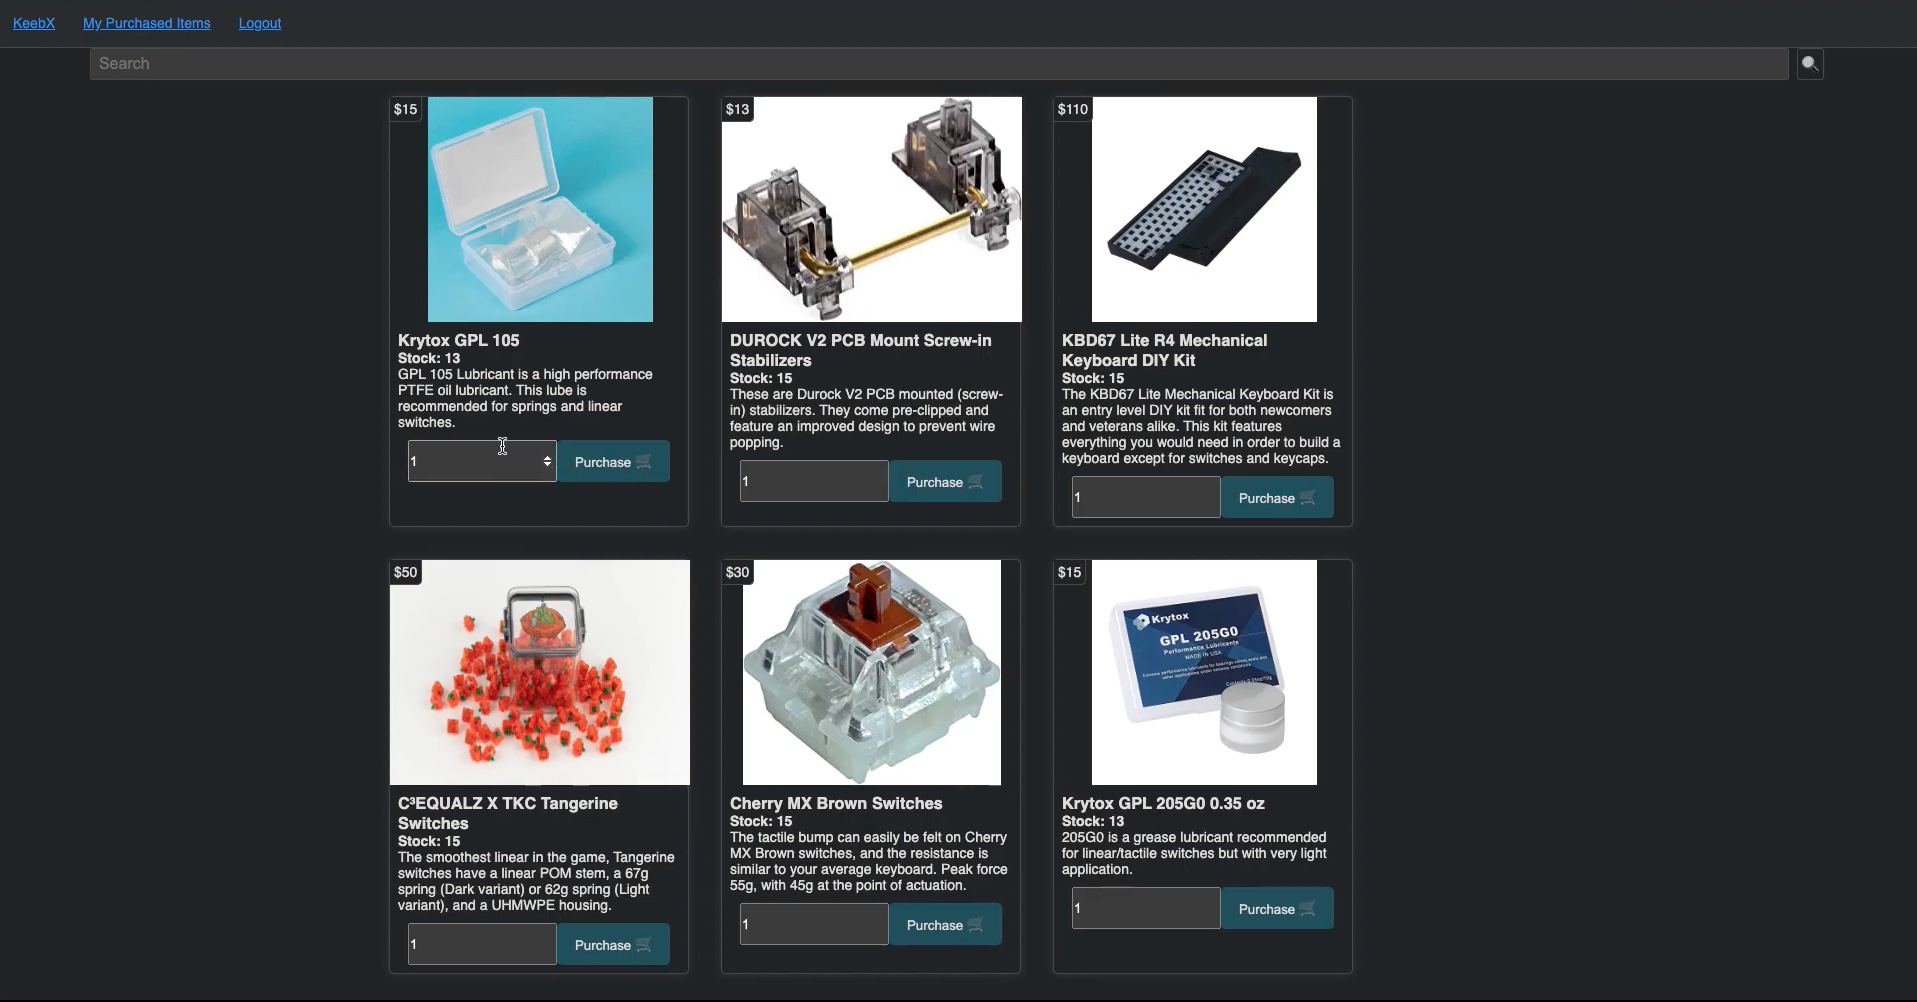 KeebX My Purchased Items Logout
Search
$15
Krytox GPL 105
Stock: 13
GPL 105 Lubricant is a high performance
PTFE oil lubricant. This lube is
recommended for springs and linear
switches.
1 Purchase
$13
DUROCK V2 PCB Mount Screw-in
Stabilizers
Stock: 15
These are Durock V2 PCB mounted (screw-
in) stabilizers. They come pre-clipped and
feature an improved design to prevent wire
popping.
1 Purchase
$110
KBD67 Lite R4 Mechanical
Keyboard DIY Kit
Stock: 15
The KBD67 Lite Mechanical Keyboard Kit is
an entry level DIY kit fit for both newcomers
and veterans alike. This kit features
everything you would need in order to build a
keyboard except for switches and keycaps.
1 Purchase
$50
C³EQUALZ X TKC Tangerine
Switches
Stock: 15
The smoothest linear in the game, Tangerine
switches have a linear POM stem, a 67g
spring (Dark variant) or 62g spring (Light
variant), and a UHMWPE housing.
1 Purchase
$30
Cherry MX Brown Switches
Stock: 15
The tactile bump can easily be felt on Cherry
MX Brown switches, and the resistance is
similar to your average keyboard. Peak force
55g, with 45g at the point of actuation.
1 Purchase
$15
Krytox
GPL 205G0
Performance Lubricants
MADE IN USA
Krytox GPL 205G0 0.35 oz
Stock: 13
205G0 is a grease lubricant recommended
for linear/tactile switches but with very light
application.
1 Purchase